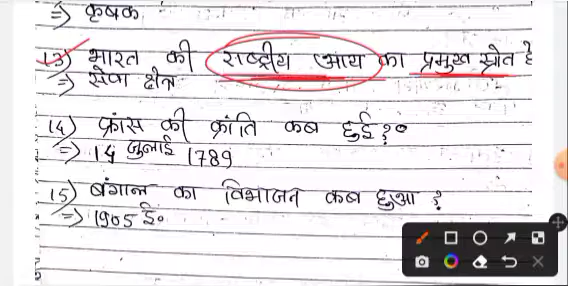 ⇒ कृषक
13) भारत की राष्ट्रीय आय का प्रमुख स्रोत है
⇒ सेवा क्षेत्र
14) फ्रांस की क्रांति कब हुई?
⇒ 14 जुलाई 1789
15) बंगाल का विभाजन कब हुआ ?
⇒ 1905 ई०